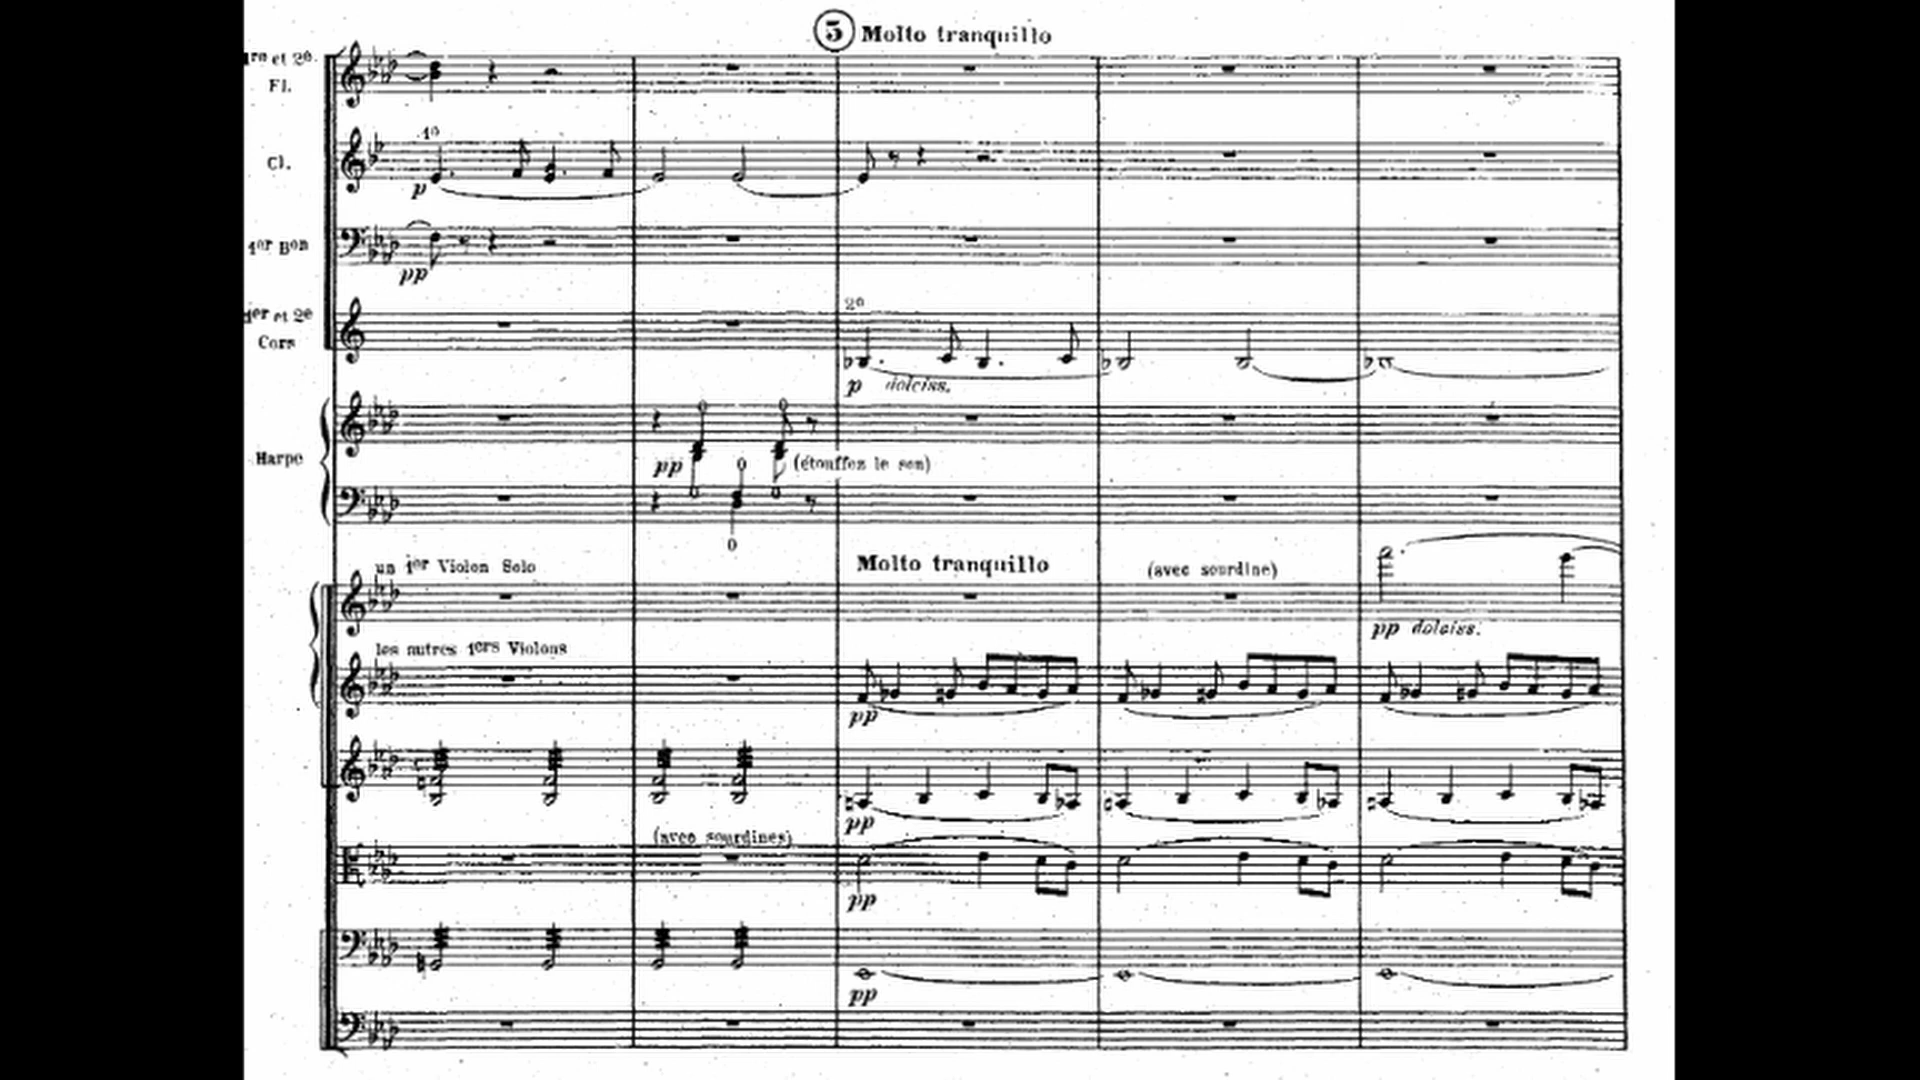 5 Molto tranquillo
1re et 2e.
Fl.
1o
Cl.
p
1er Bon
pp
1er et 2e
Cors
2o
p dolciss.
Harpe
pp
(étouffez le son)
un 1er Violon Solo
Molto tranquillo
(avec sourdine)
pp dolciss.
les autres 1ers Violons
pp
pp
(avec sourdines)
pp
pp